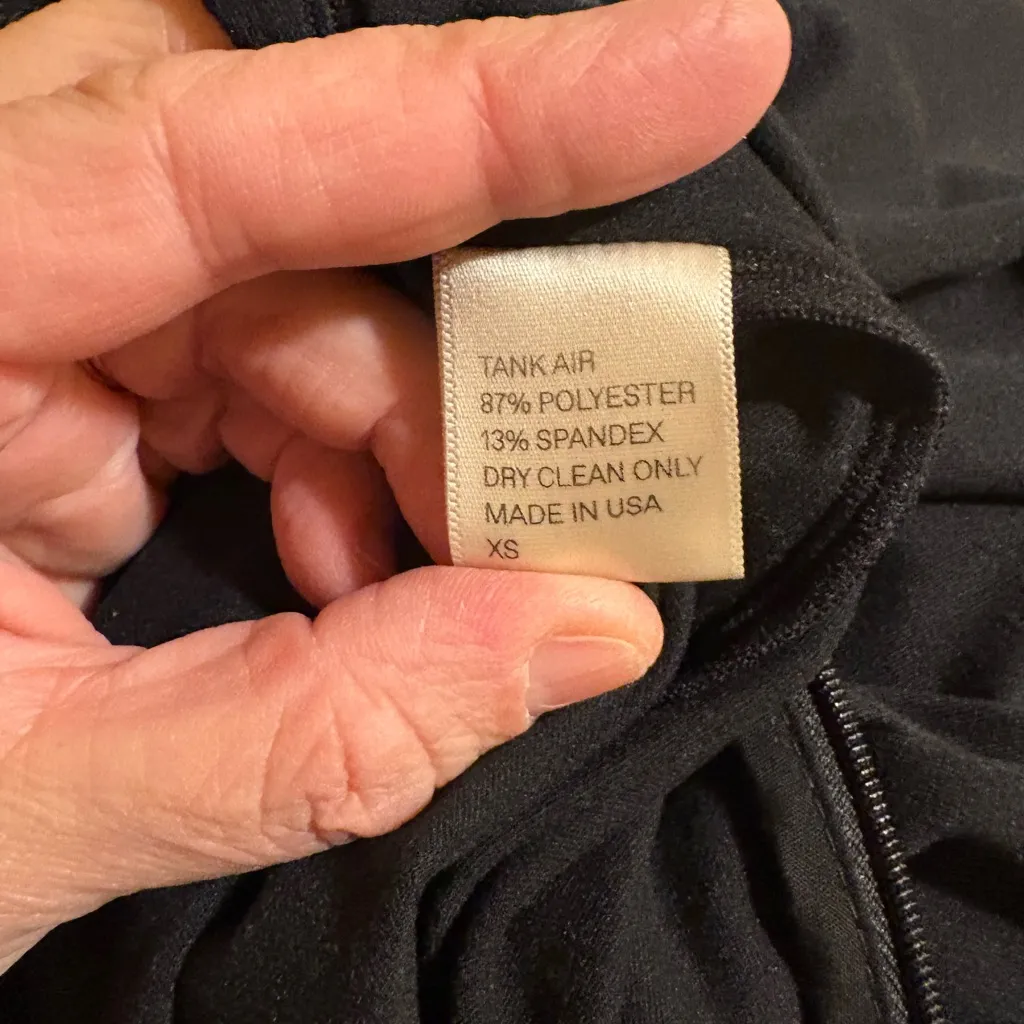 TANK AIR
87% POLYESTER
13% SPANDEX
DRY CLEAN ONLY
MADE IN USA
XS